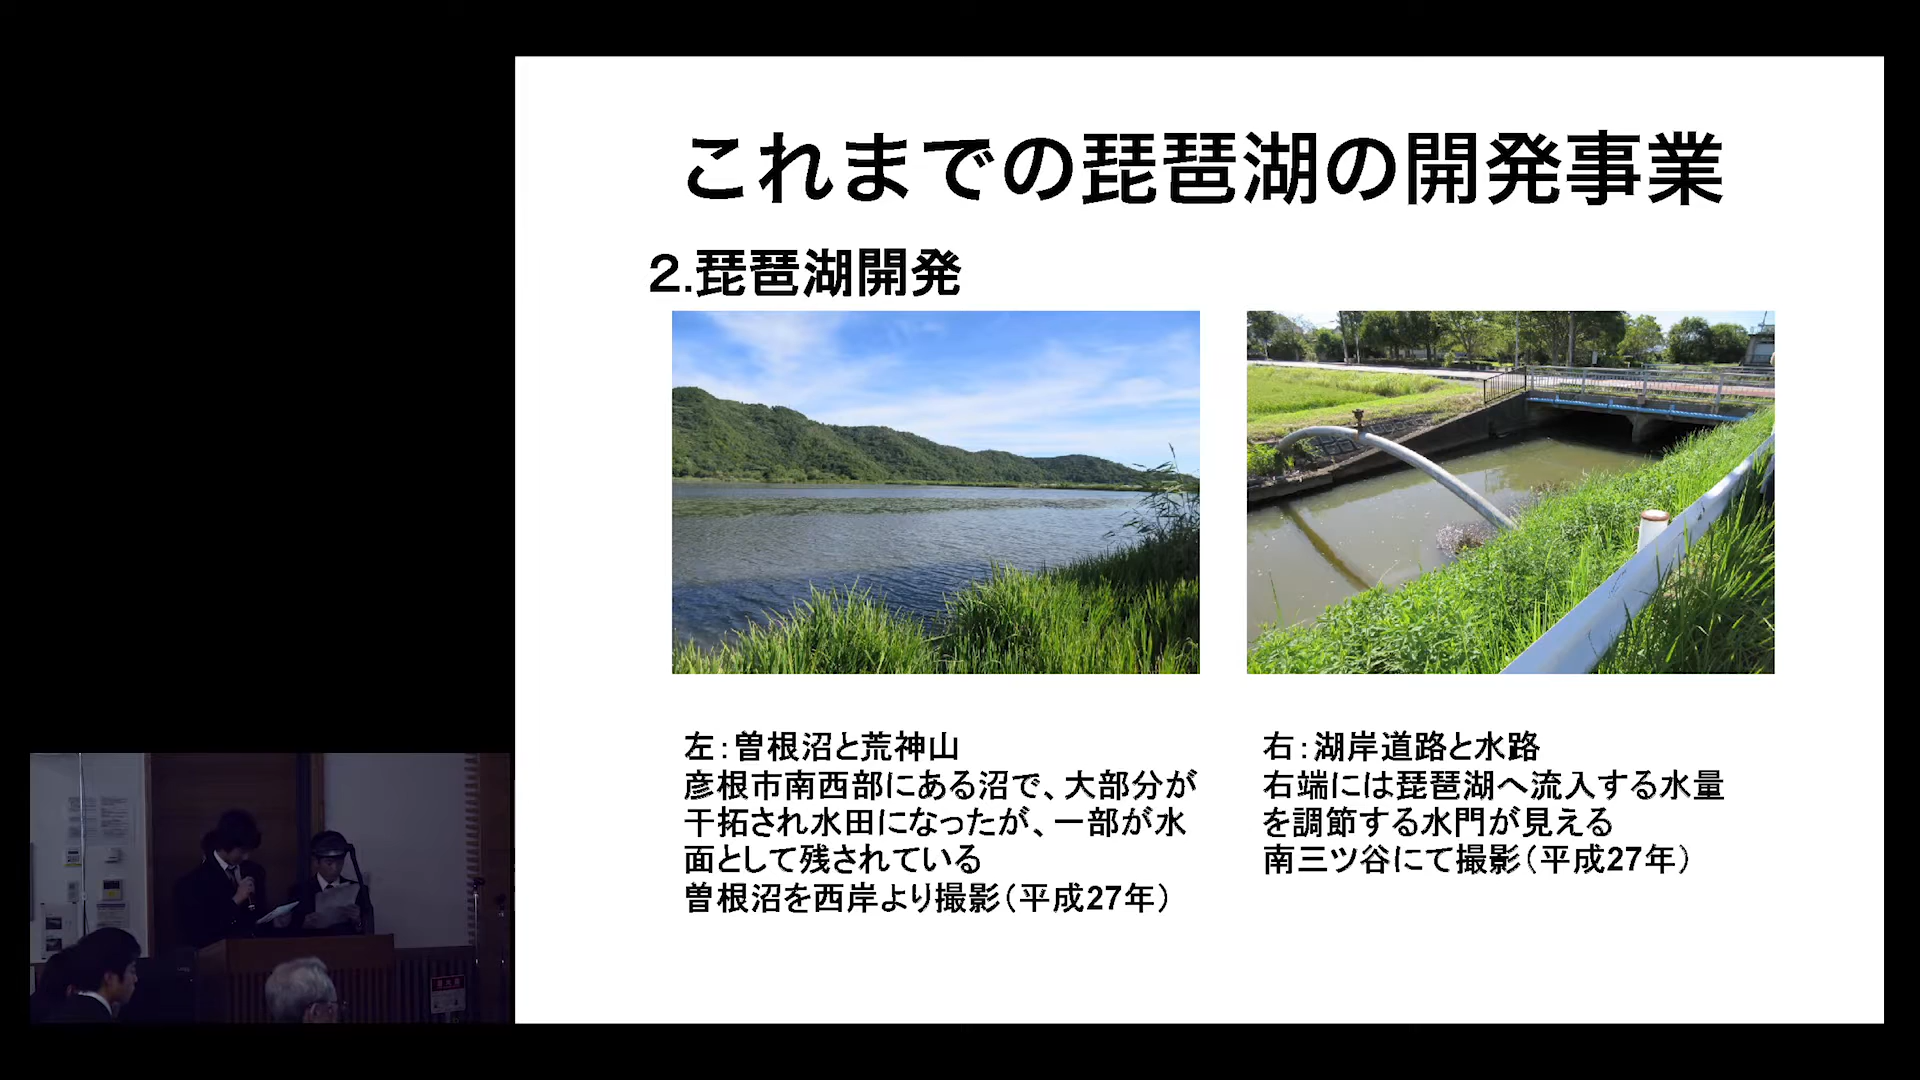 これまでの琵琶湖の開発事業
２.琵琶湖開発
左：曽根沼と荒神山
彦根市南西部にある沼で、大部分が
干拓され水田になったが、一部が水
面として残されている
曽根沼を西岸より撮影（平成27年）
右：湖岸道路と水路
右端には琵琶湖へ流入する水量
を調節する水門が見える
南三ツ谷にて撮影（平成27年）